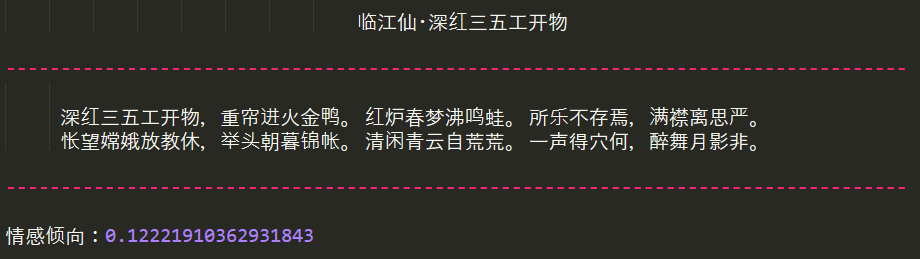 临江仙·深红三五工开物
深红三五工开物, 重帘进火金鸭。 红炉春梦沸鸣蛙。 所乐不存焉, 满襟离思严。
怅望嫦娥放教休, 举头朝暮锦帐。 清闲青云自荒荒。 一声得穴何, 醉舞月影非。
情感倾向：0.12221910362931843